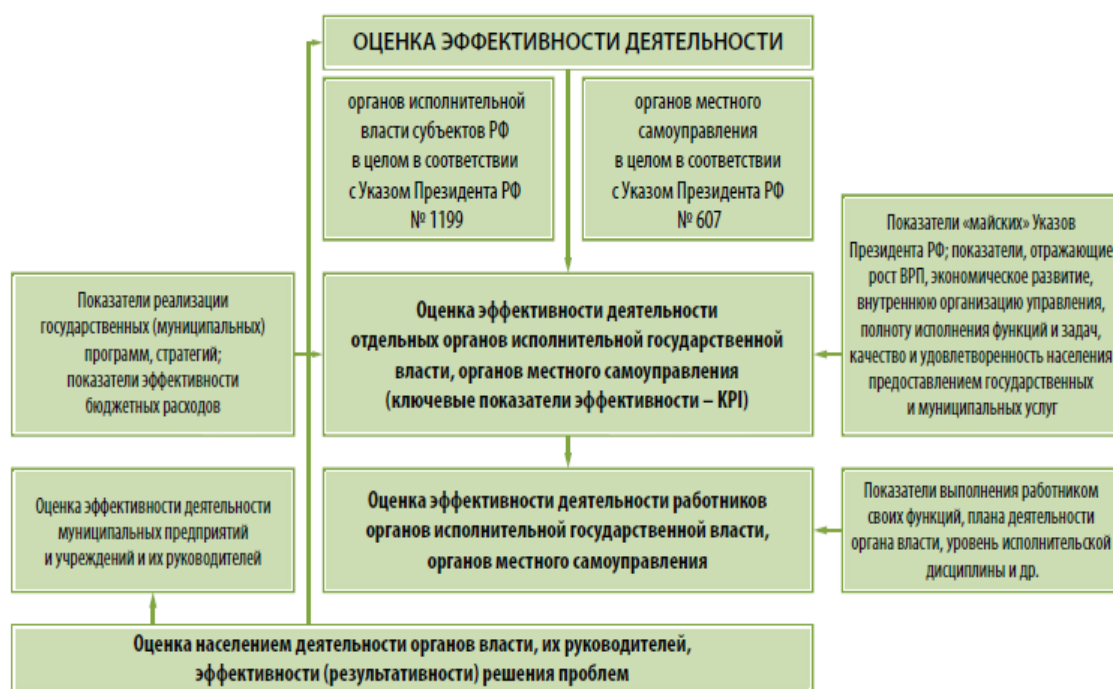 ОЦЕНКА ЭФФЕКТИВНОСТИ ДЕЯТЕЛЬНОСТИ
органов исполнительной
власти субъектов РФ
в целом в соответствии
с Указом Президента РФ
№ 1199
органов местного
самоуправления
в целом в соответствии
с Указом Президента РФ
№ 607
Показатели реализации
государственных (муниципальных)
программ, стратегий;
показатели эффективности
бюджетных расходов
Оценка эффективности деятельности
отдельных органов исполнительной государственной
власти, органов местного самоуправления
(ключевые показатели эффективности – KPI)
Показатели «майских» Указов
Президента РФ; показатели, отражающие
рост ВРП, экономическое развитие,
внутреннюю организацию управления,
полноту исполнения функций и задач,
качество и удовлетворенность населения
предоставлением государственных
и муниципальных услуг
Оценка эффективности деятельности
муниципальных предприятий
и учреждений и их руководителей
Оценка эффективности деятельности работников
органов исполнительной государственной власти,
органов местного самоуправления
Показатели выполнения работником
своих функций, плана деятельности
органа власти, уровень исполнительской
дисциплины и др.
Оценка населением деятельности органов власти, их руководителей,
эффективности (результативности) решения проблем